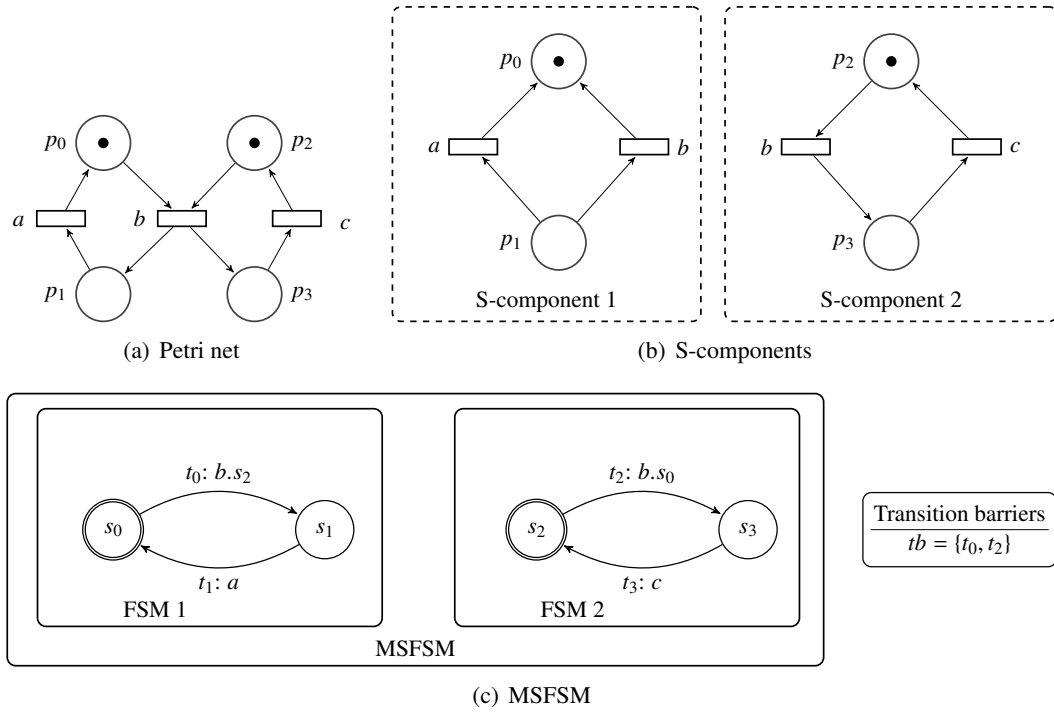 p0 p2
a b c
p1 p3
(a) Petri net
p0
a b
p1
S-component 1
p2
b c
p3
S-component 2
(b) S-components
t0: b.s2
s0 s1
t1: a
FSM 1
t2: b.s0
s2 s3
t3: c
FSM 2
MSFSM
Transition barriers
tb = {t0, t2}
(c) MSFSM